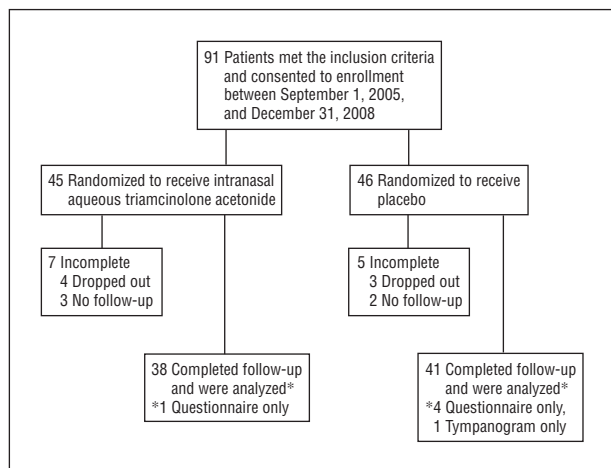 91 Patients met the inclusion criteria
and consented to enrollment
between September 1, 2005,
and December 31, 2008
45 Randomized to receive intranasal
aqueous triamcinolone acetonide
46 Randomized to receive
placebo
7 Incomplete
4 Dropped out
3 No follow-up
5 Incomplete
3 Dropped out
2 No follow-up
38 Completed follow-up
and were analyzed*
*1 Questionnaire only
41 Completed follow-up
and were analyzed*
*4 Questionnaire only,
1 Tympanogram only